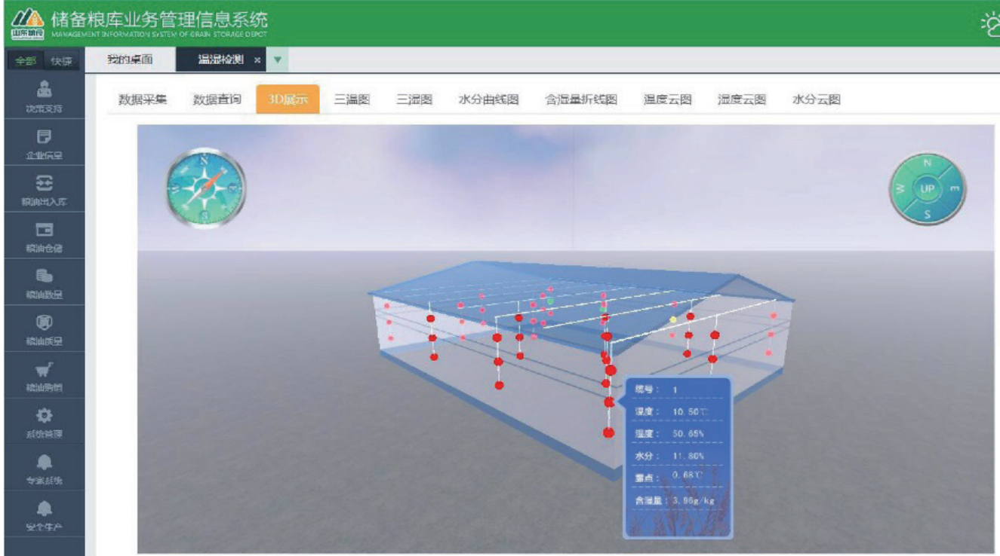 储备粮库业务管理信息系统
山东粮食
MANAGEMENT INFORMATION SYSTEM OF GRAIN STORAGE DEPOT
全部 快捷
我的桌面 温湿检测 ×
数据采集 数据查询 3D展示 三温图 三湿图 水分曲线图 含湿量折线图 温度云图 湿度云图 水分云图
决策支持
企业信息
粮油出入库
粮油仓储
粮油数量
粮油质量
粮油购销
系统管理
专家系统
安全生产
N
W
S
N
W UP E
S
缆号： 1
温度： 10.50℃
湿度： 50.65%
水分： 11.80%
露点： 0.68℃
含湿量：3.96g/kg